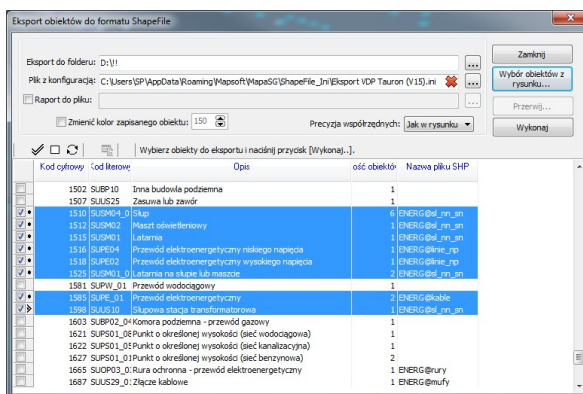 Eksport obiektów do formatu ShapeFile
Eksport do folderu: D:\!! ...
Zamknij
Plik z konfiguracją: C:\Users\SP\AppData\Roaming\Mapsoft\MapaSG\ShapeFile_Ini\Eksport VDP Tauron (V15).ini ...
Wybór obiektów z rysunku...
Raport do pliku: ...
Przerwij...
Zmienić kolor zapisanego obiektu: 150 Precyzja współrzędnych: Jak w rysunku
Wykonaj
Wybierz obiekty do eksportu i naciśnij przycisk [Wykonaj..].
Kod cyfrowy Kod literowy Opis ość obiektów Nazwa pliku SHP
1502 SUBP10 Inna budowla podziemna 1
1507 SUUS25 Zasuwa lub zawór 1
1510 SUSM04_0 Słup 6 ENERG@sl_nn_sn
1512 SUSM02 Maszt oświetleniowy 1 ENERG@sl_nn_sn
1515 SUSM01 Latarnia 1 ENERG@sl_nn_sn
1516 SUPE04 Przewód elektroenergetyczny niskiego napięcia 1 ENERG@linie_np
1518 SUPE02 Przewód elektroenergetyczny wysokiego napięcia 1 ENERG@linie_np
1525 SUSM01_0 Latarnia na słupie lub maszcie 2 ENERG@sl_nn_sn
1581 SUPW_01 Przewód wodociągowy 1
1585 SUPE_01 Przewód elektroenergetyczny 2 ENERG@kable
1598 SUUS10 Słupowa stacja transformatorowa 1 ENERG@sl_nn_sn
1603 SUBP02_04 Komora podziemna - przewód gazowy 1
1621 SUPS01_08 Punkt o określonej wysokości (sieć wodociągowa) 1
1622 SUPS01_05 Punkt o określonej wysokości (sieć kanalizacyjna) 1
1627 SUPS01_01 Punkt o określonej wysokości (sieć benzynowa) 2
1665 SUOP03_03 Rura ochronna - przewód elektroenergetyczny 1 ENERG@rury
1687 SUUS29_03 Złącze kablowe 1 ENERG@mufy